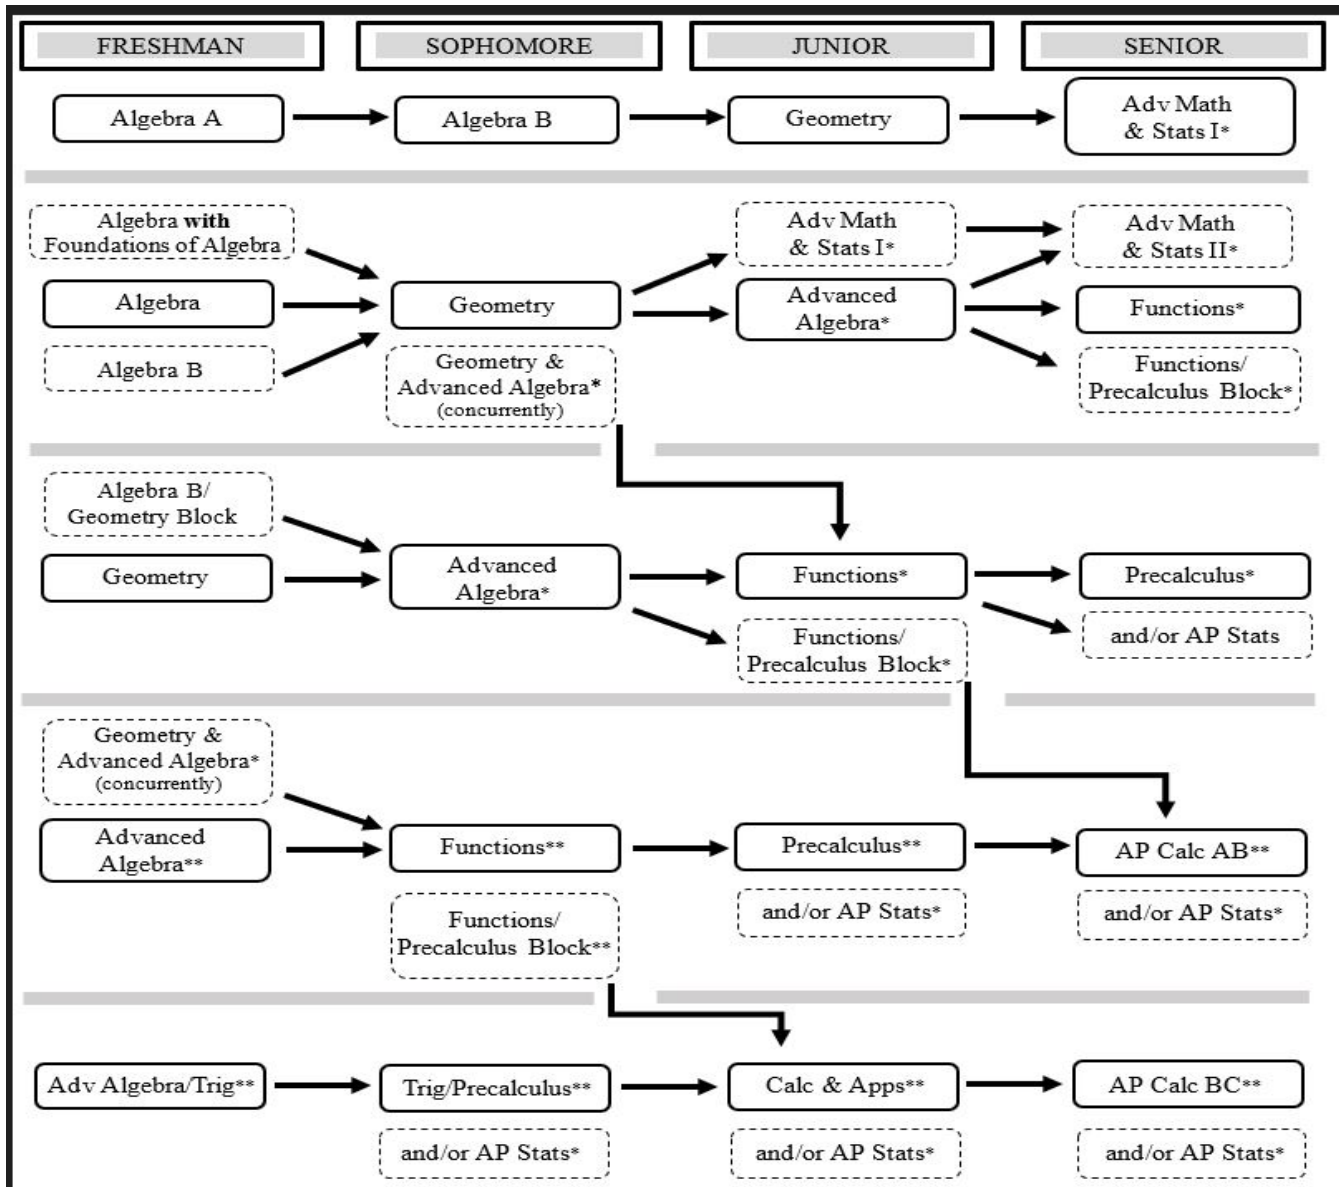 FRESHMAN
SOPHOMORE
JUNIOR
SENIOR
Algebra A
Algebra B
Geometry
Adv Math
& Stats I*
Algebra with
Foundations of Algebra
Algebra
Algebra B
Geometry
Geometry &
Advanced Algebra*
(concurrently)
Adv Math
& Stats I*
Advanced
Algebra*
Adv Math
& Stats II*
Functions*
Functions/
Precalculus Block*
Algebra B/
Geometry Block
Geometry
Advanced
Algebra*
Functions*
Functions/
Precalculus Block*
Precalculus*
and/or AP Stats
Geometry &
Advanced Algebra*
(concurrently)
Advanced
Algebra**
Functions**
Functions/
Precalculus Block**
Precalculus**
and/or AP Stats*
AP Calc AB**
and/or AP Stats*
Adv Algebra/Trig**
Trig/Precalculus**
and/or AP Stats*
Calc & Apps**
and/or AP Stats*
AP Calc BC**
and/or AP Stats*